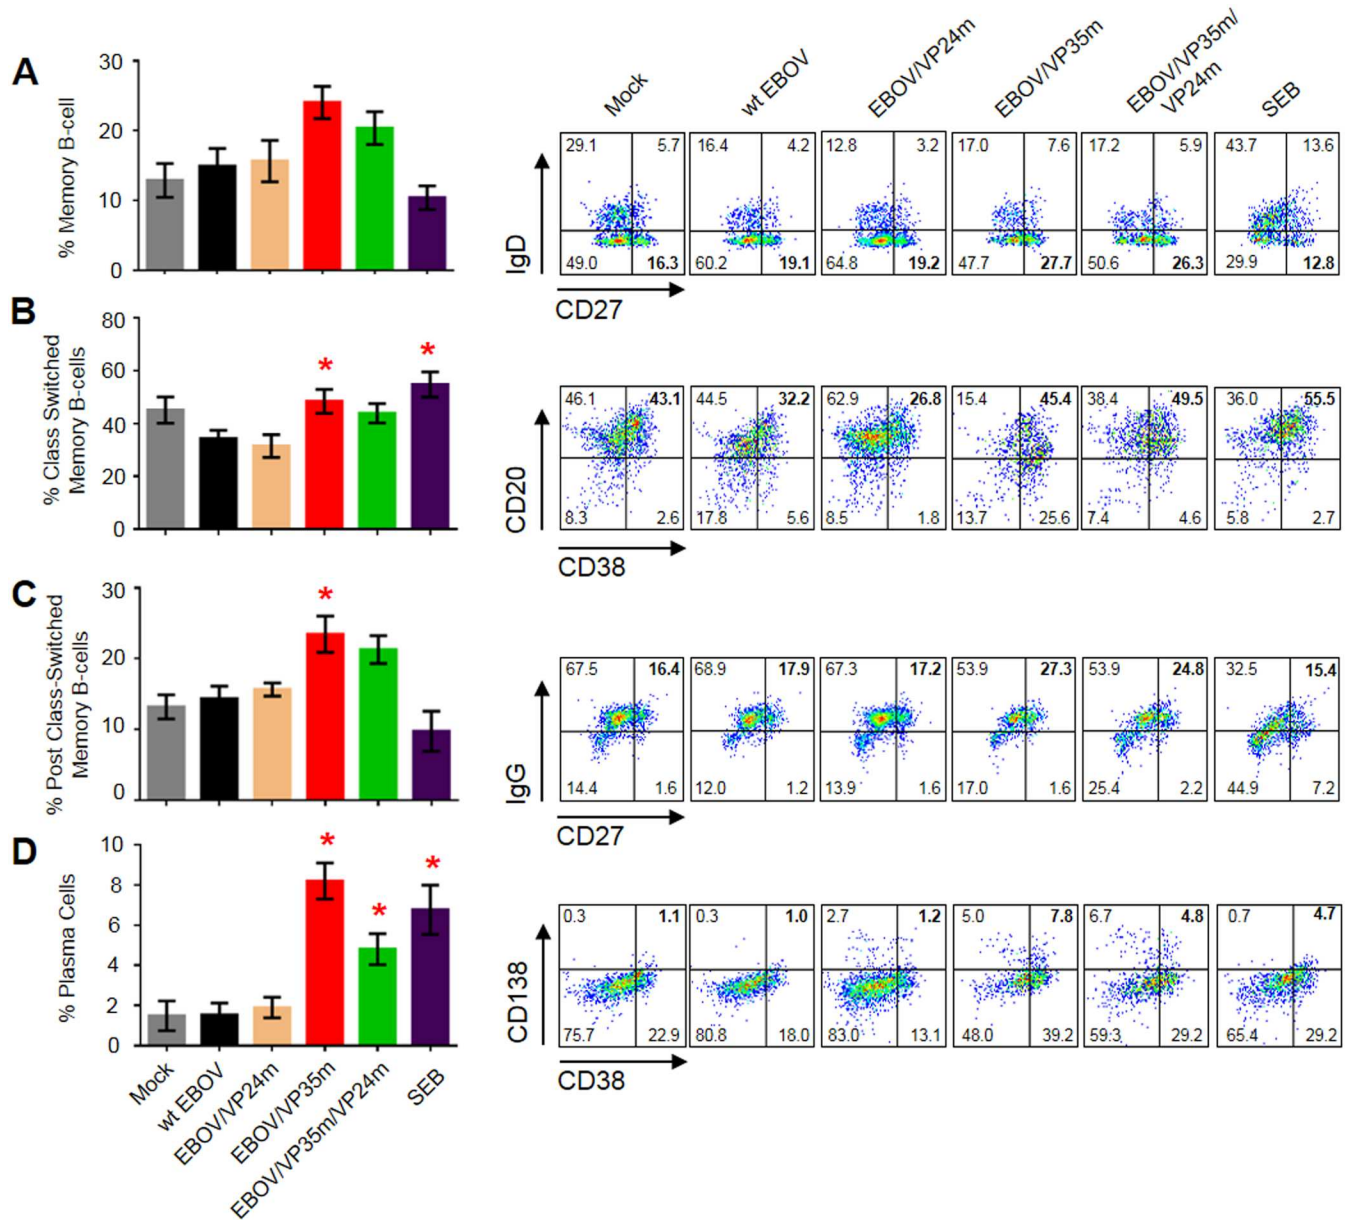 Mock
wt EBOV
EBOV/VP24m
EBOV/VP35m
EBOV/VP35m/
VP24m
SEB
A
% Memory B-cell
30
20
10
0
IgD
29.1 5.7
49.0 16.3
16.4 4.2
60.2 19.1
12.8 3.2
64.8 19.2
17.0 7.6
47.7 27.7
17.2 5.9
50.6 26.3
43.7 13.6
29.9 12.8
CD27
B
% Class Switched
Memory B-cells
80
60
40
20
0
*
*
CD20
46.1 43.1
8.3 2.6
44.5 32.2
17.8 5.6
62.9 26.8
8.5 1.8
15.4 45.4
13.7 25.6
38.4 49.5
7.4 4.6
36.0 55.5
5.8 2.7
CD38
C
% Post Class-Switched
Memory B-cells
30
20
10
0
*
IgG
67.5 16.4
14.4 1.6
68.9 17.9
12.0 1.2
67.3 17.2
13.9 1.6
53.9 27.3
17.0 1.6
53.9 24.8
25.4 2.2
32.5 15.4
44.9 7.2
CD27
D
% Plasma Cells
10
8
6
4
2
0
*
*
*
Mock
wt EBOV
EBOV/VP24m
EBOV/VP35m
EBOV/VP35m/VP24m
SEB
CD138
0.3 1.1
75.7 22.9
0.3 1.0
80.8 18.0
2.7 1.2
83.0 13.1
5.0 7.8
48.0 39.2
6.7 4.8
59.3 29.2
0.7 4.7
65.4 29.2
CD38